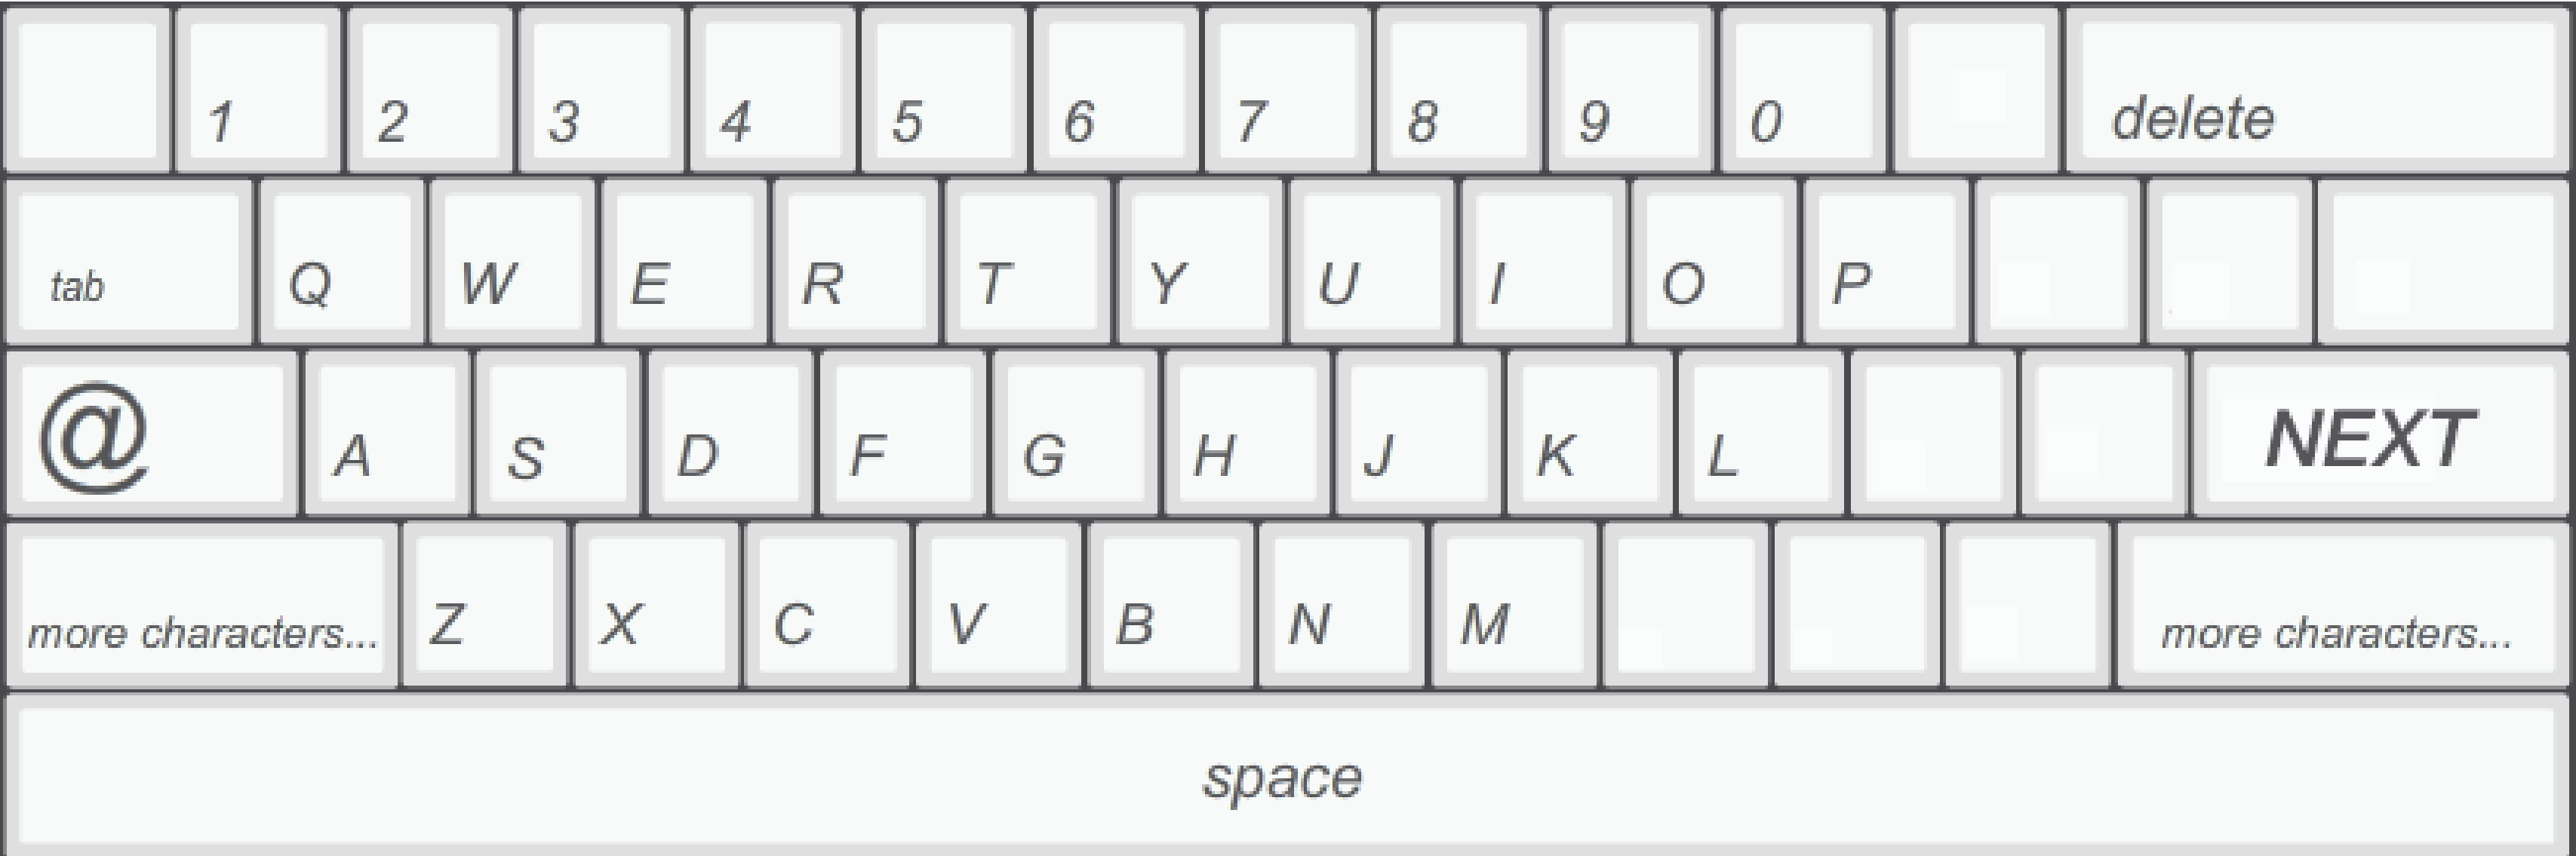 1 2 3 4 5 6 7 8 9 0 delete
tab Q W E R T Y U I O P
@ A S D F G H J K L NEXT
more characters... Z X C V B N M more characters...
space